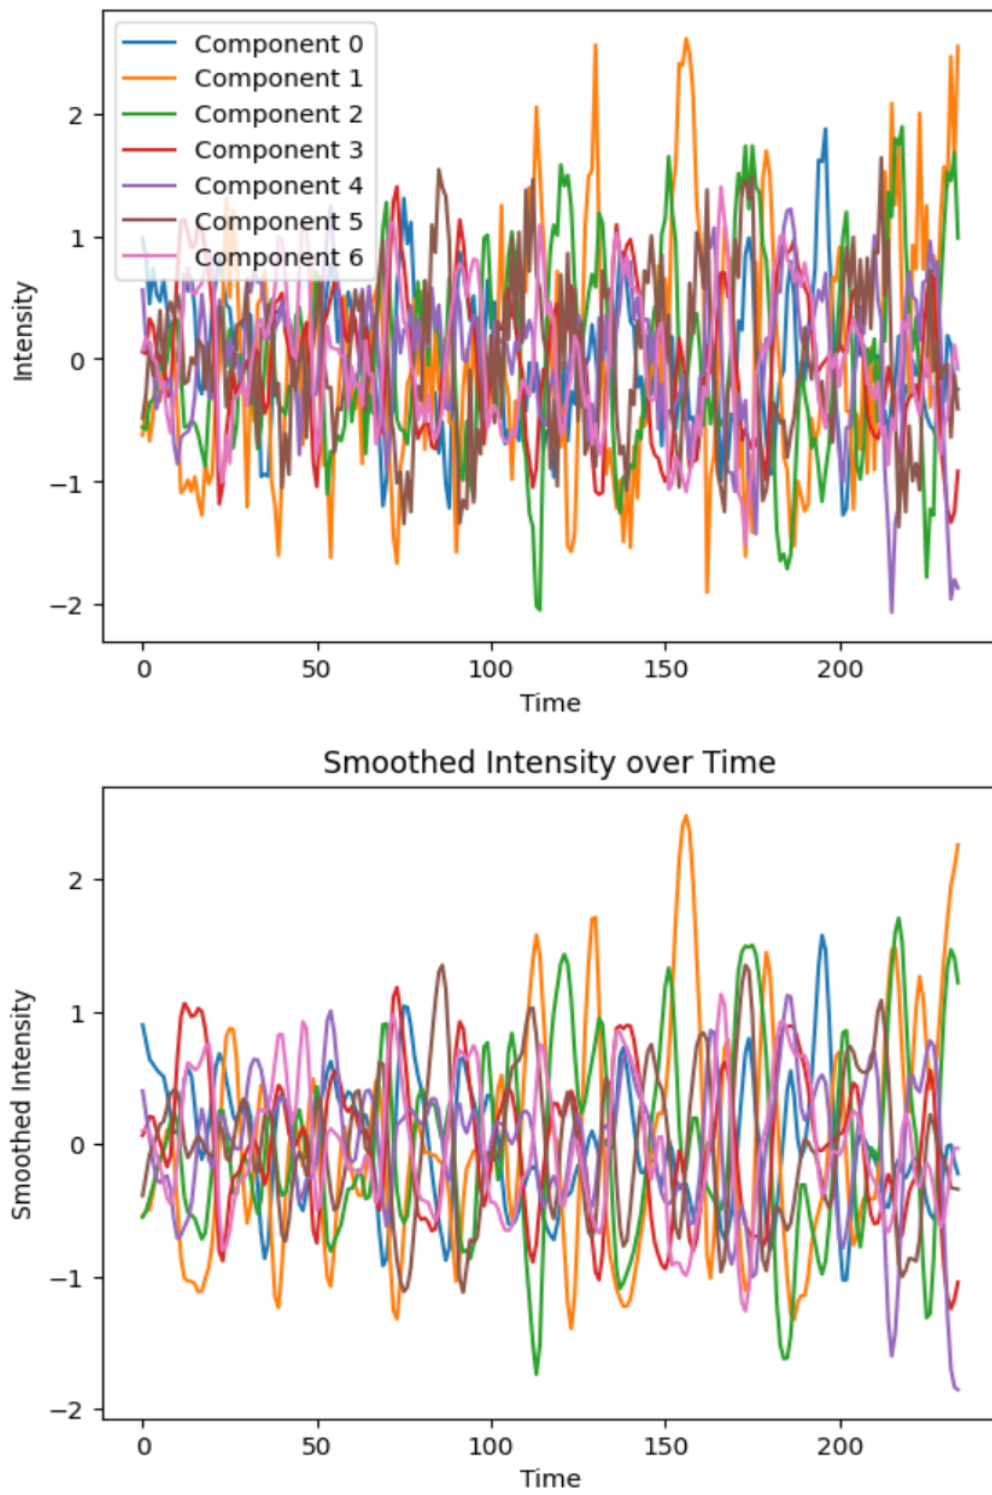 Component 0
Component 1
Component 2
Component 3
Component 4
Component 5
Component 6
2
1
0
−1
−2
Intensity
0 50 100 150 200
Time
Smoothed Intensity over Time
2
1
0
−1
−2
Smoothed Intensity
0 50 100 150 200
Time